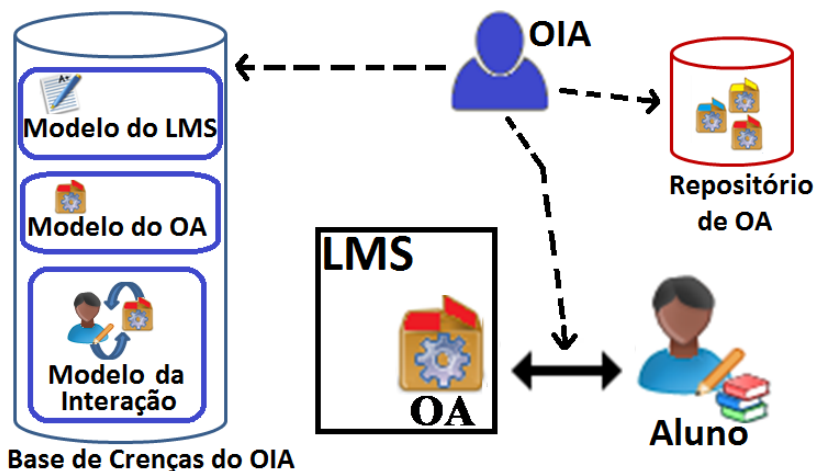 OIA
A+
Modelo do LMS
Modelo do OA
Modelo da
Interação
Base de Crenças do OIA
Repositório
de OA
LMS
OA
Aluno